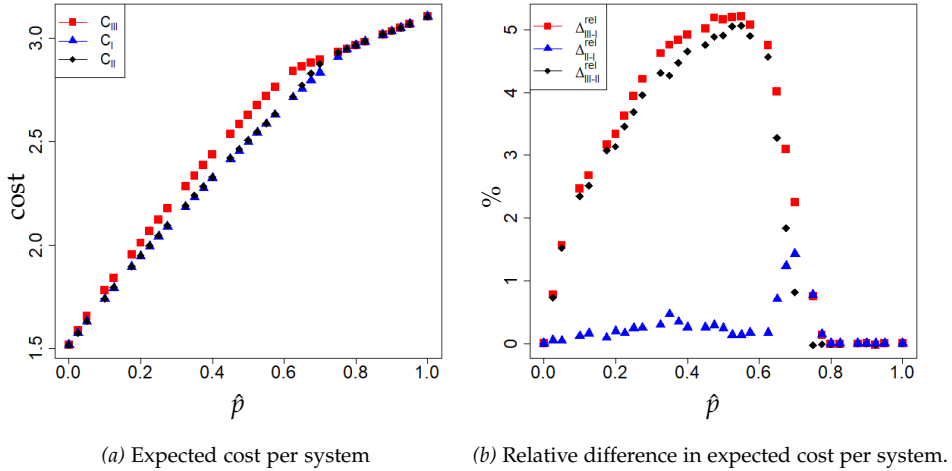 C_III
C_I
C_II
cost
1.5 2.0 2.5 3.0
0.0 0.2 0.4 0.6 0.8 1.0
p̂
(a) Expected cost per system
Δ^rel_III-I
Δ^rel_II-I
Δ^rel_III-II
%
0 1 2 3 4 5
0.0 0.2 0.4 0.6 0.8 1.0
p̂
(b) Relative difference in expected cost per system.